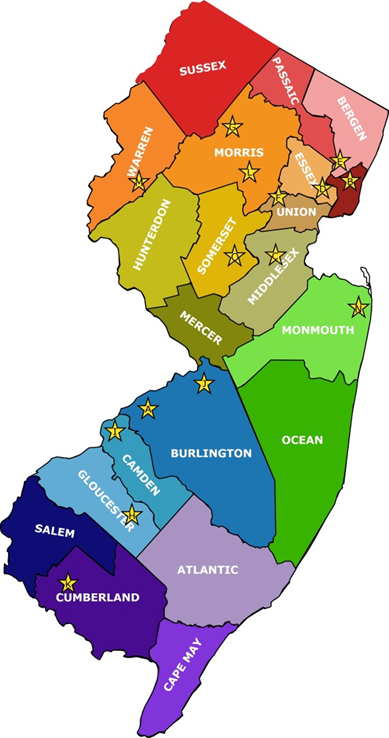 SUSSEX
PASSAIC
BERGEN
WARREN
MORRIS
ESSEX
UNION
HUNTERDON
SOMERSET
MIDDLESEX
MERCER
MONMOUTH
OCEAN
BURLINGTON
CAMDEN
GLOUCESTER
SALEM
ATLANTIC
CUMBERLAND
CAPE MAY